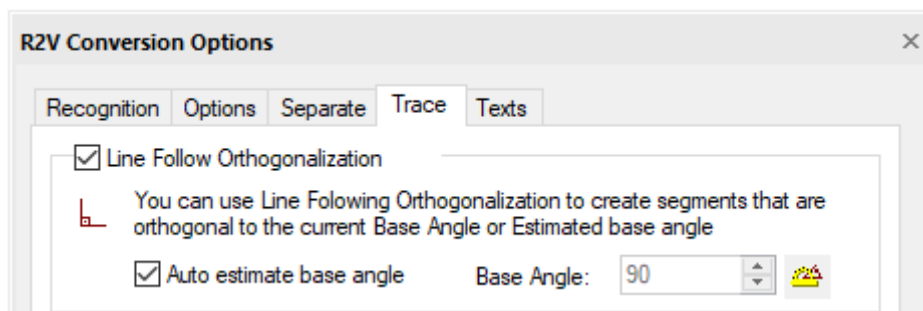 R2V Conversion Options
Recognition Options Separate Trace Texts
Line Follow Orthogonalization
You can use Line Folowing Orthogonalization to create segments that are
orthogonal to the current Base Angle or Estimated base angle
Auto estimate base angle Base Angle: 90